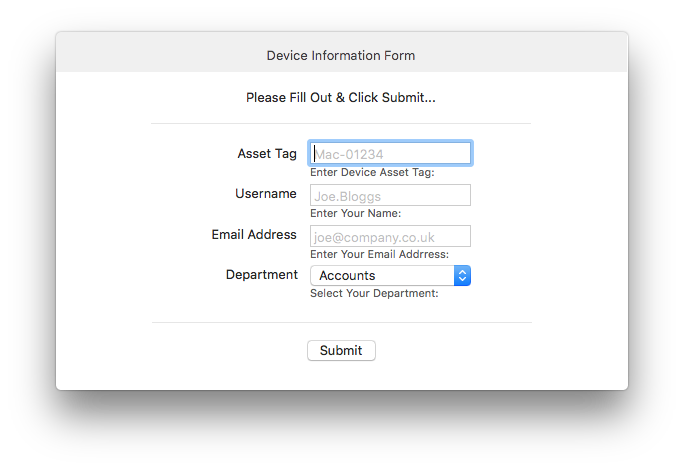 Device Information Form
Please Fill Out & Click Submit...
Asset Tag
Mac-01234
Enter Device Asset Tag:
Username
Joe.Bloggs
Enter Your Name:
Email Address
joe@company.co.uk
Enter Your Email Addrress:
Department
Accounts
Select Your Department:
Submit